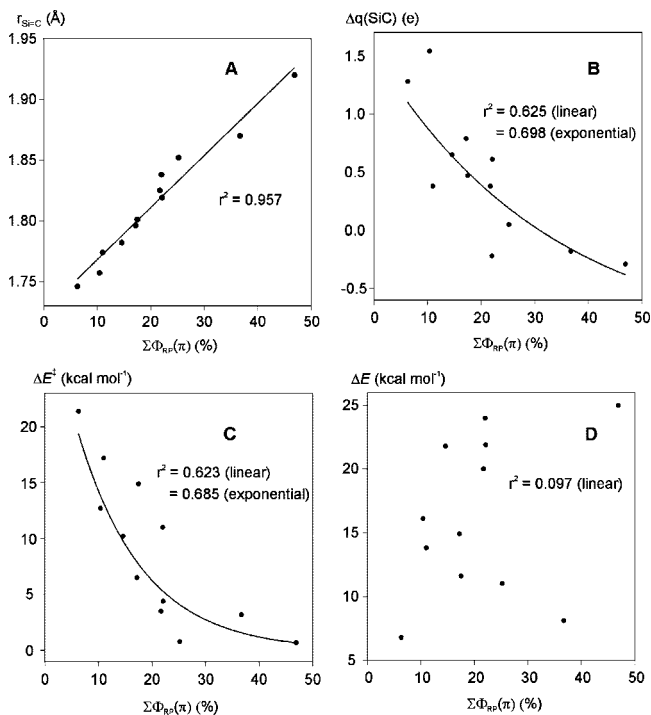 r_Si=C (Å)
A
1.95
1.90
1.85
1.80
1.75
r² = 0.957
0 10 20 30 40 50
ΣΦ_RP(π) (%)
Δq(SiC) (e)
B
1.5
1.0
0.5
0.0
-0.5
r² = 0.625 (linear)
= 0.698 (exponential)
0 10 20 30 40 50
ΣΦ_RP(π) (%)
ΔE‡ (kcal mol⁻¹)
C
20
15
10
5
0
r² = 0.623 (linear)
= 0.685 (exponential)
0 10 20 30 40 50
ΣΦ_RP(π) (%)
ΔE (kcal mol⁻¹)
D
25
20
15
10
5
r² = 0.097 (linear)
0 10 20 30 40 50
ΣΦ_RP(π) (%)